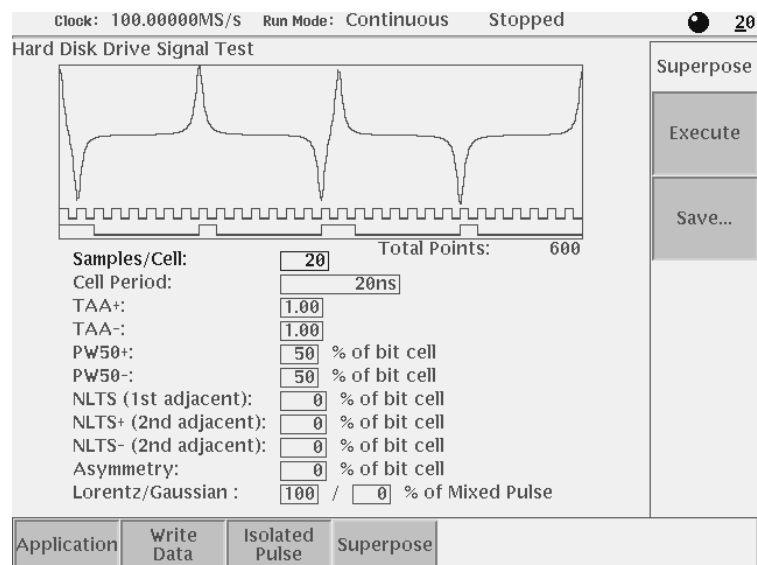 Clock: 100.00000MS/s Run Mode: Continuous Stopped 20
Hard Disk Drive Signal Test
Superpose
Execute
Save...
Total Points: 600
Samples/Cell: 20
Cell Period: 20ns
TAA+: 1.00
TAA-: 1.00
PW50+: 50 % of bit cell
PW50-: 50 % of bit cell
NLTS (1st adjacent): 0 % of bit cell
NLTS+ (2nd adjacent): 0 % of bit cell
NLTS- (2nd adjacent): 0 % of bit cell
Asymmetry: 0 % of bit cell
Lorentz/Gaussian : 100 / 0 % of Mixed Pulse
Application
Write
Data
Isolated
Pulse
Superpose